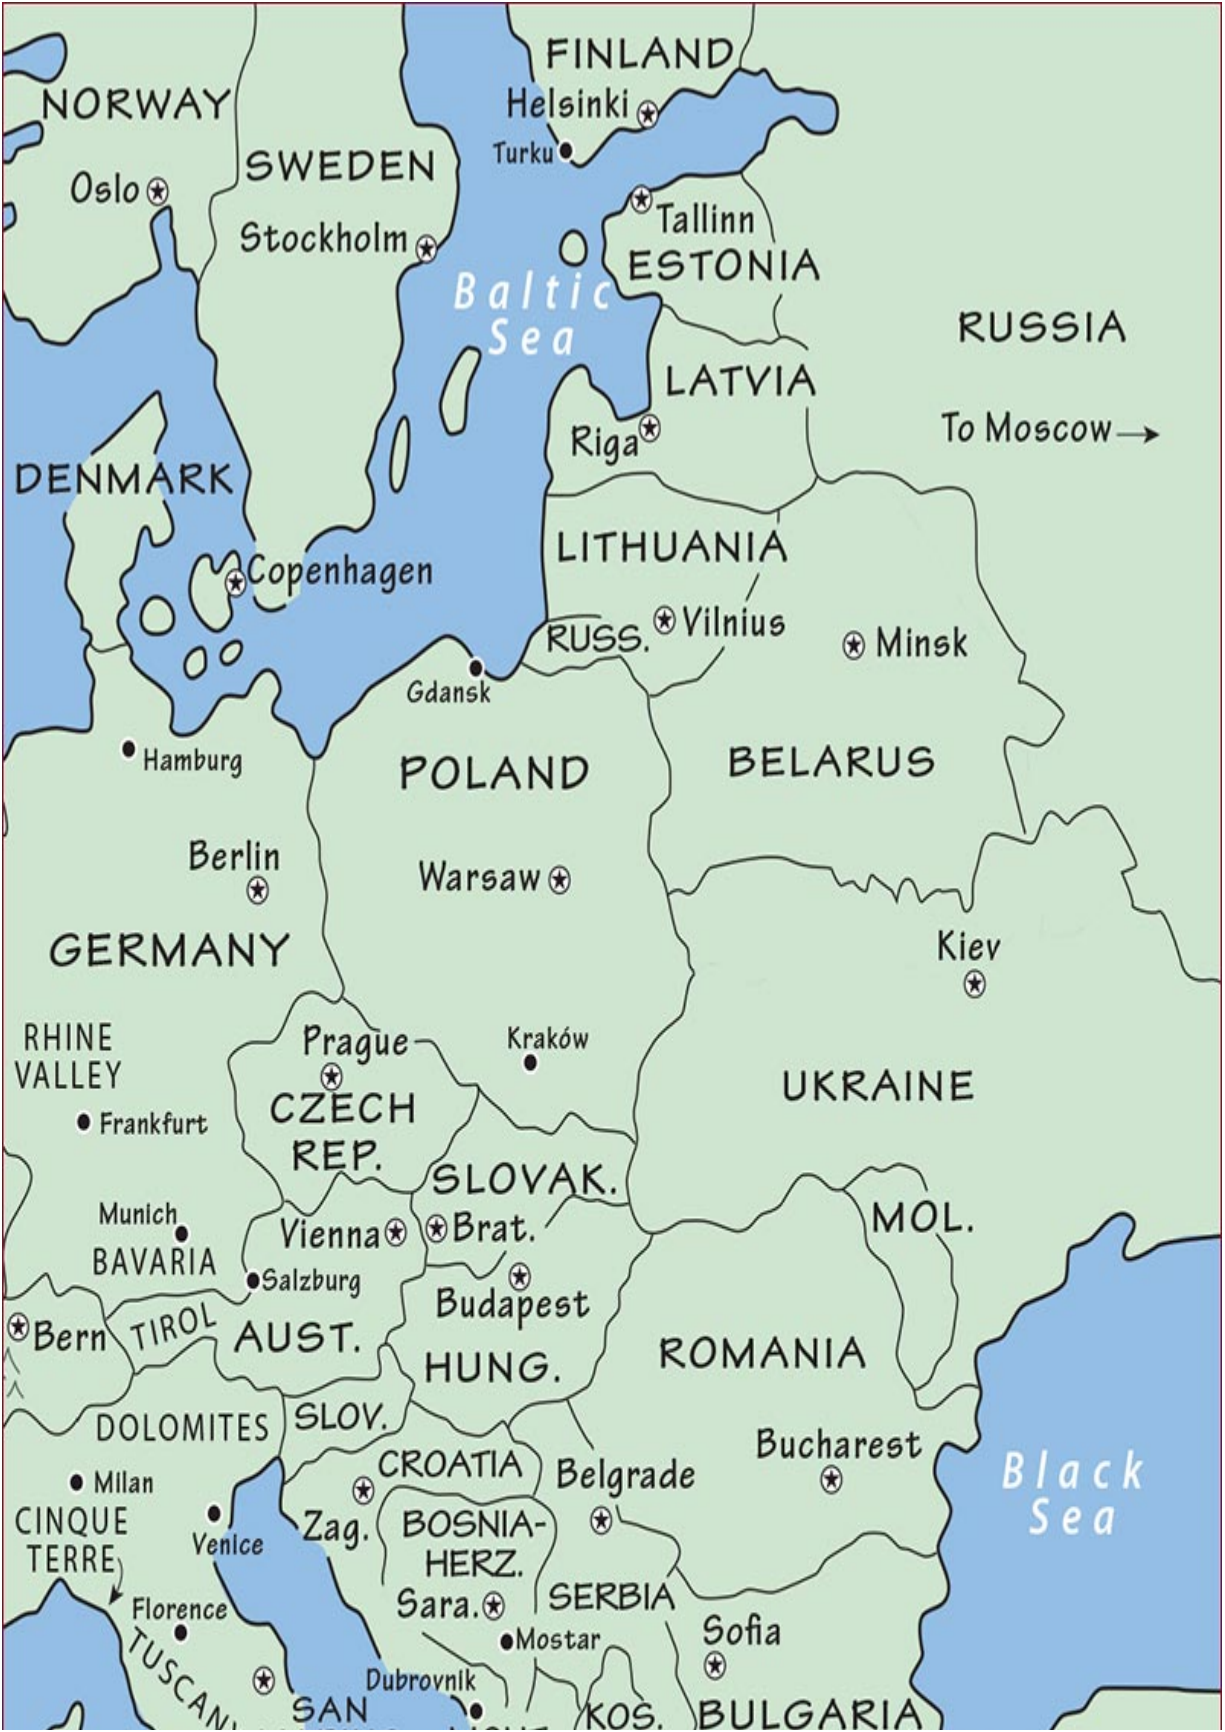 FINLAND
NORWAY
Helsinki
Turku
SWEDEN
Oslo
Stockholm
Tallinn
ESTONIA
Baltic
Sea
RUSSIA
LATVIA
To Moscow
Riga
DENMARK
LITHUANIA
Copenhagen
Vilnius
RUSS.
Minsk
Gdansk
Hamburg
POLAND
BELARUS
Berlin
Warsaw
GERMANY
Kiev
RHINE
VALLEY
Prague
Kraków
UKRAINE
CZECH
REP.
Frankfurt
SLOVAK.
Munich
Vienna
Brat.
MOL.
BAVARIA
Salzburg
Budapest
Bern
TIROL
AUST.
HUNG.
ROMANIA
DOLOMITES
SLOV.
Bucharest
CROATIA
Belgrade
Milan
Black
Sea
CINQUE
TERRE
Venice
Zag.
BOSNIA-
HERZ.
SERBIA
Sara.
Florence
Mostar
Sofia
TUSCANY
Dubrovnik
SAN
KOS.
BULGARIA